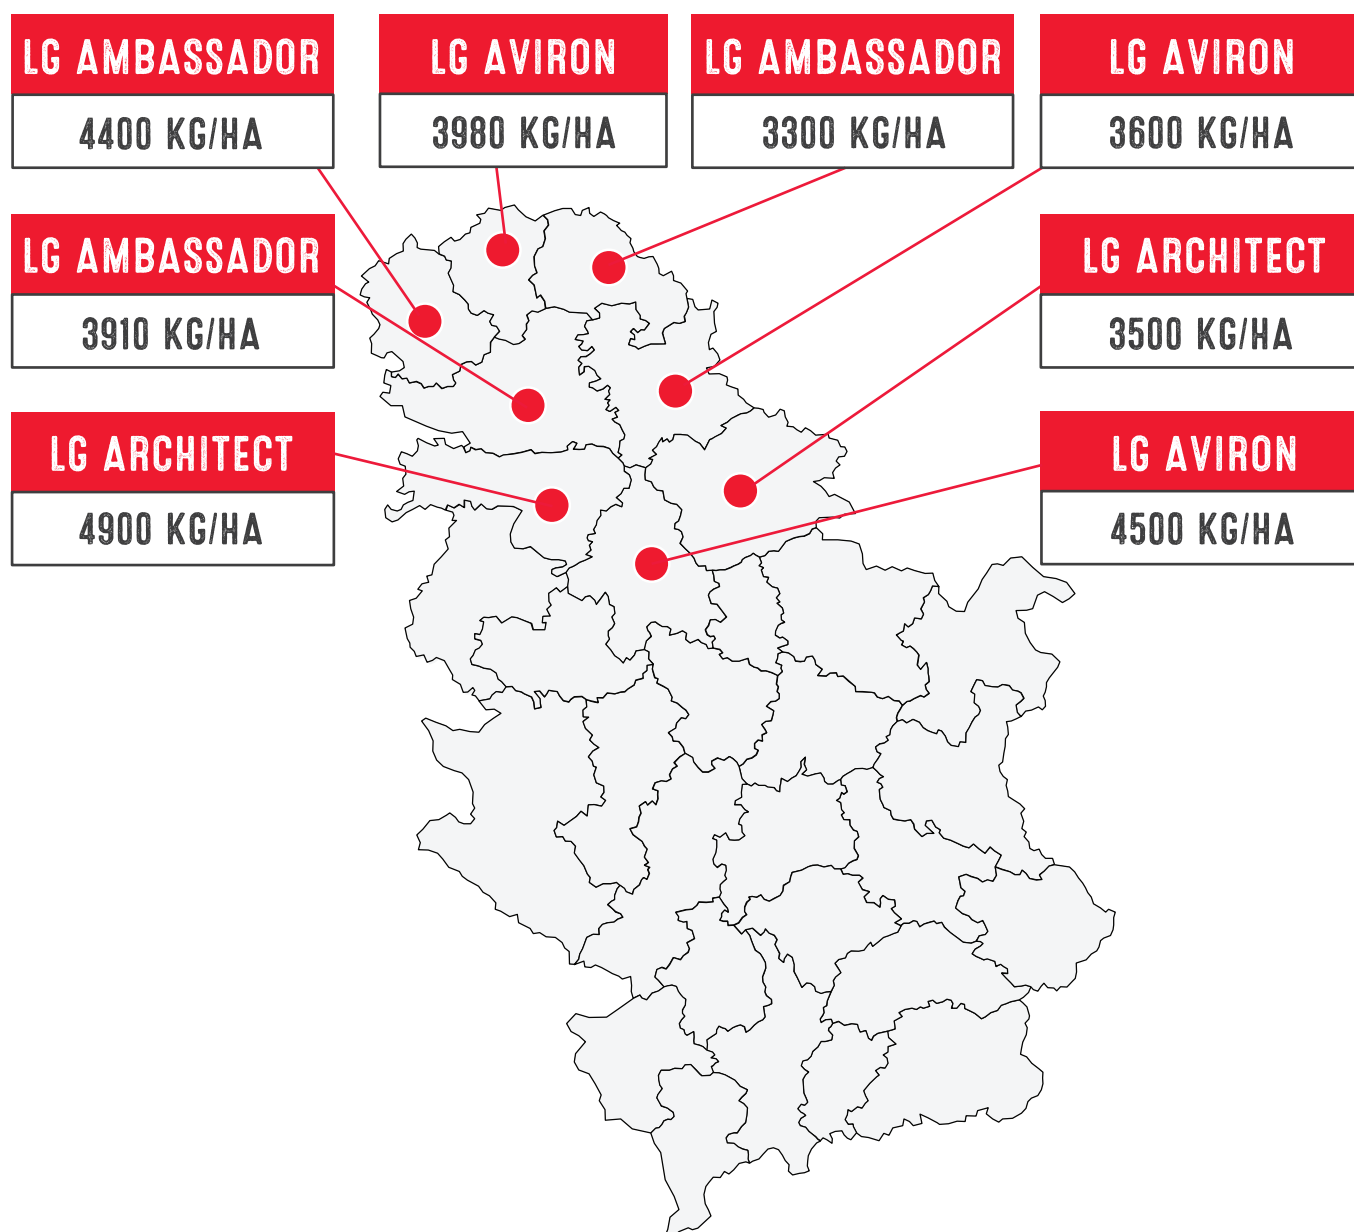 LG AMBASSADOR
4400 KG/HA
LG AVIRON
3980 KG/HA
LG AMBASSADOR
3300 KG/HA
LG AVIRON
3600 KG/HA
LG AMBASSADOR
3910 KG/HA
LG ARCHITECT
3500 KG/HA
LG ARCHITECT
4900 KG/HA
LG AVIRON
4500 KG/HA